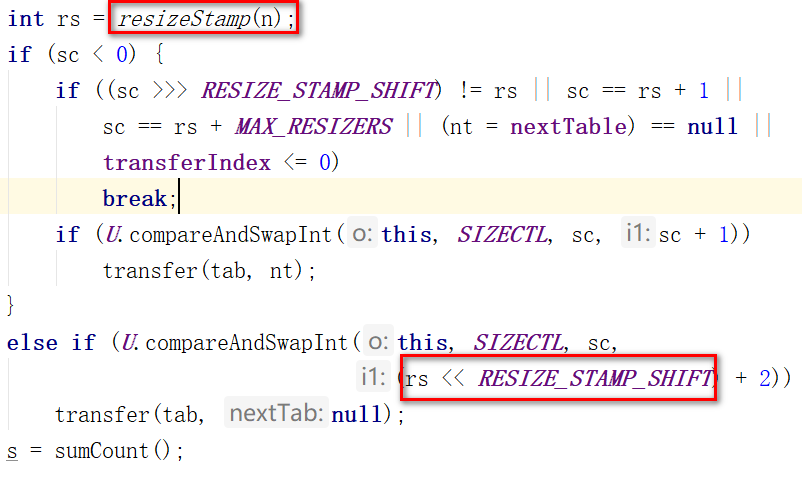 int rs = resizeStamp(n);
if (sc < 0) {
if ((sc >>> RESIZE_STAMP_SHIFT) != rs || sc == rs + 1 ||
sc == rs + MAX_RESIZERS || (nt = nextTable) == null ||
transferIndex <= 0)
break;
if (U.compareAndSwapInt( o: this, SIZECTL, sc, i1: sc + 1))
transfer(tab, nt);
}
else if (U.compareAndSwapInt( o: this, SIZECTL, sc,
i1: (rs << RESIZE_STAMP_SHIFT) + 2))
transfer(tab, nextTab: null);
s = sumCount();